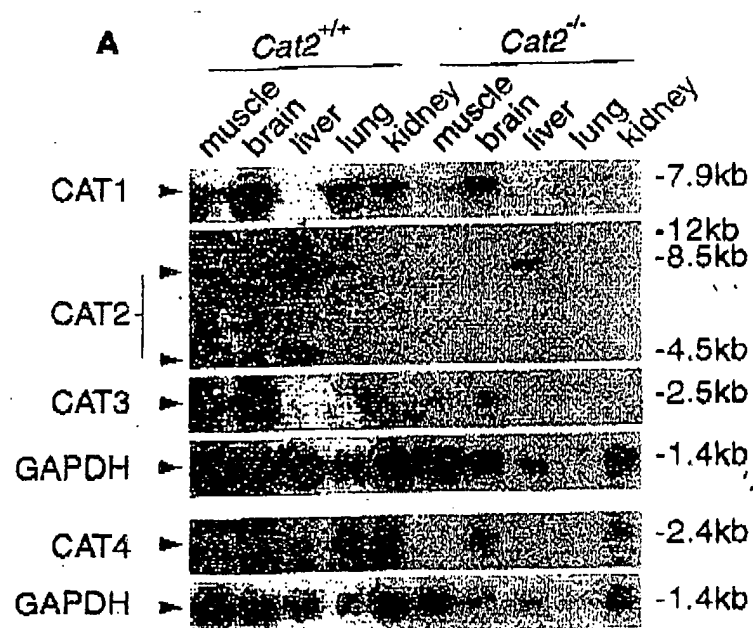 A
Cat2+/+ Cat2-/-
muscle brain liver lung kidney muscle brain liver lung kidney
CAT1 -7.9kb
-12kb
-8.5kb
CAT2
-4.5kb
CAT3 -2.5kb
GAPDH -1.4kb
CAT4 -2.4kb
GAPDH -1.4kb